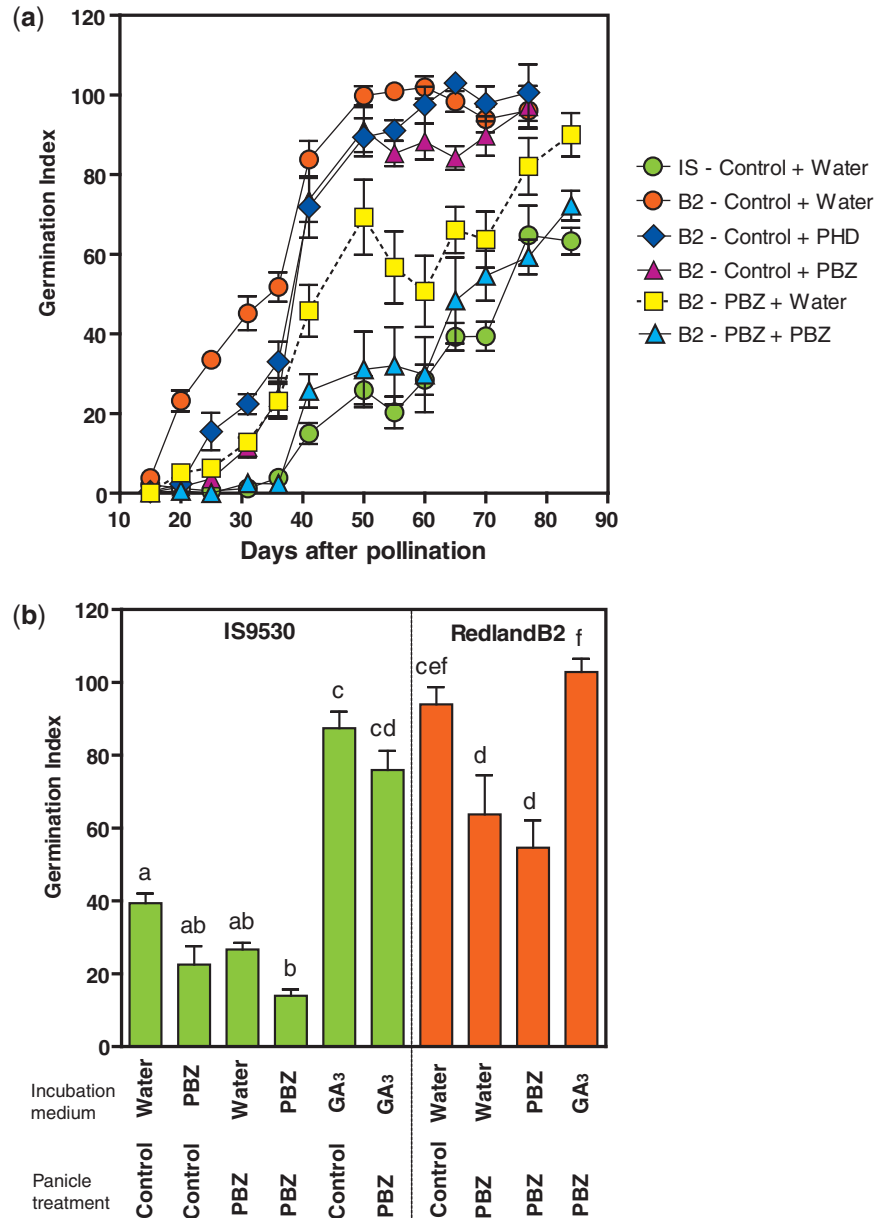 (a)
120
100
80
60
40
20
0
Germination Index
10 20 30 40 50 60 70 80 90
Days after pollination
IS - Control + Water
B2 - Control + Water
B2 - Control + PHD
B2 - Control + PBZ
B2 - PBZ + Water
B2 - PBZ + PBZ
(b)
120
100
80
60
40
20
0
Germination Index
IS9530
RedlandB2
a ab ab b c cd cef d d f
Incubation
medium
Water PBZ Water PBZ GA3 GA3 Water Water PBZ GA3
Panicle
treatment
Control Control PBZ PBZ Control PBZ Control PBZ PBZ PBZ